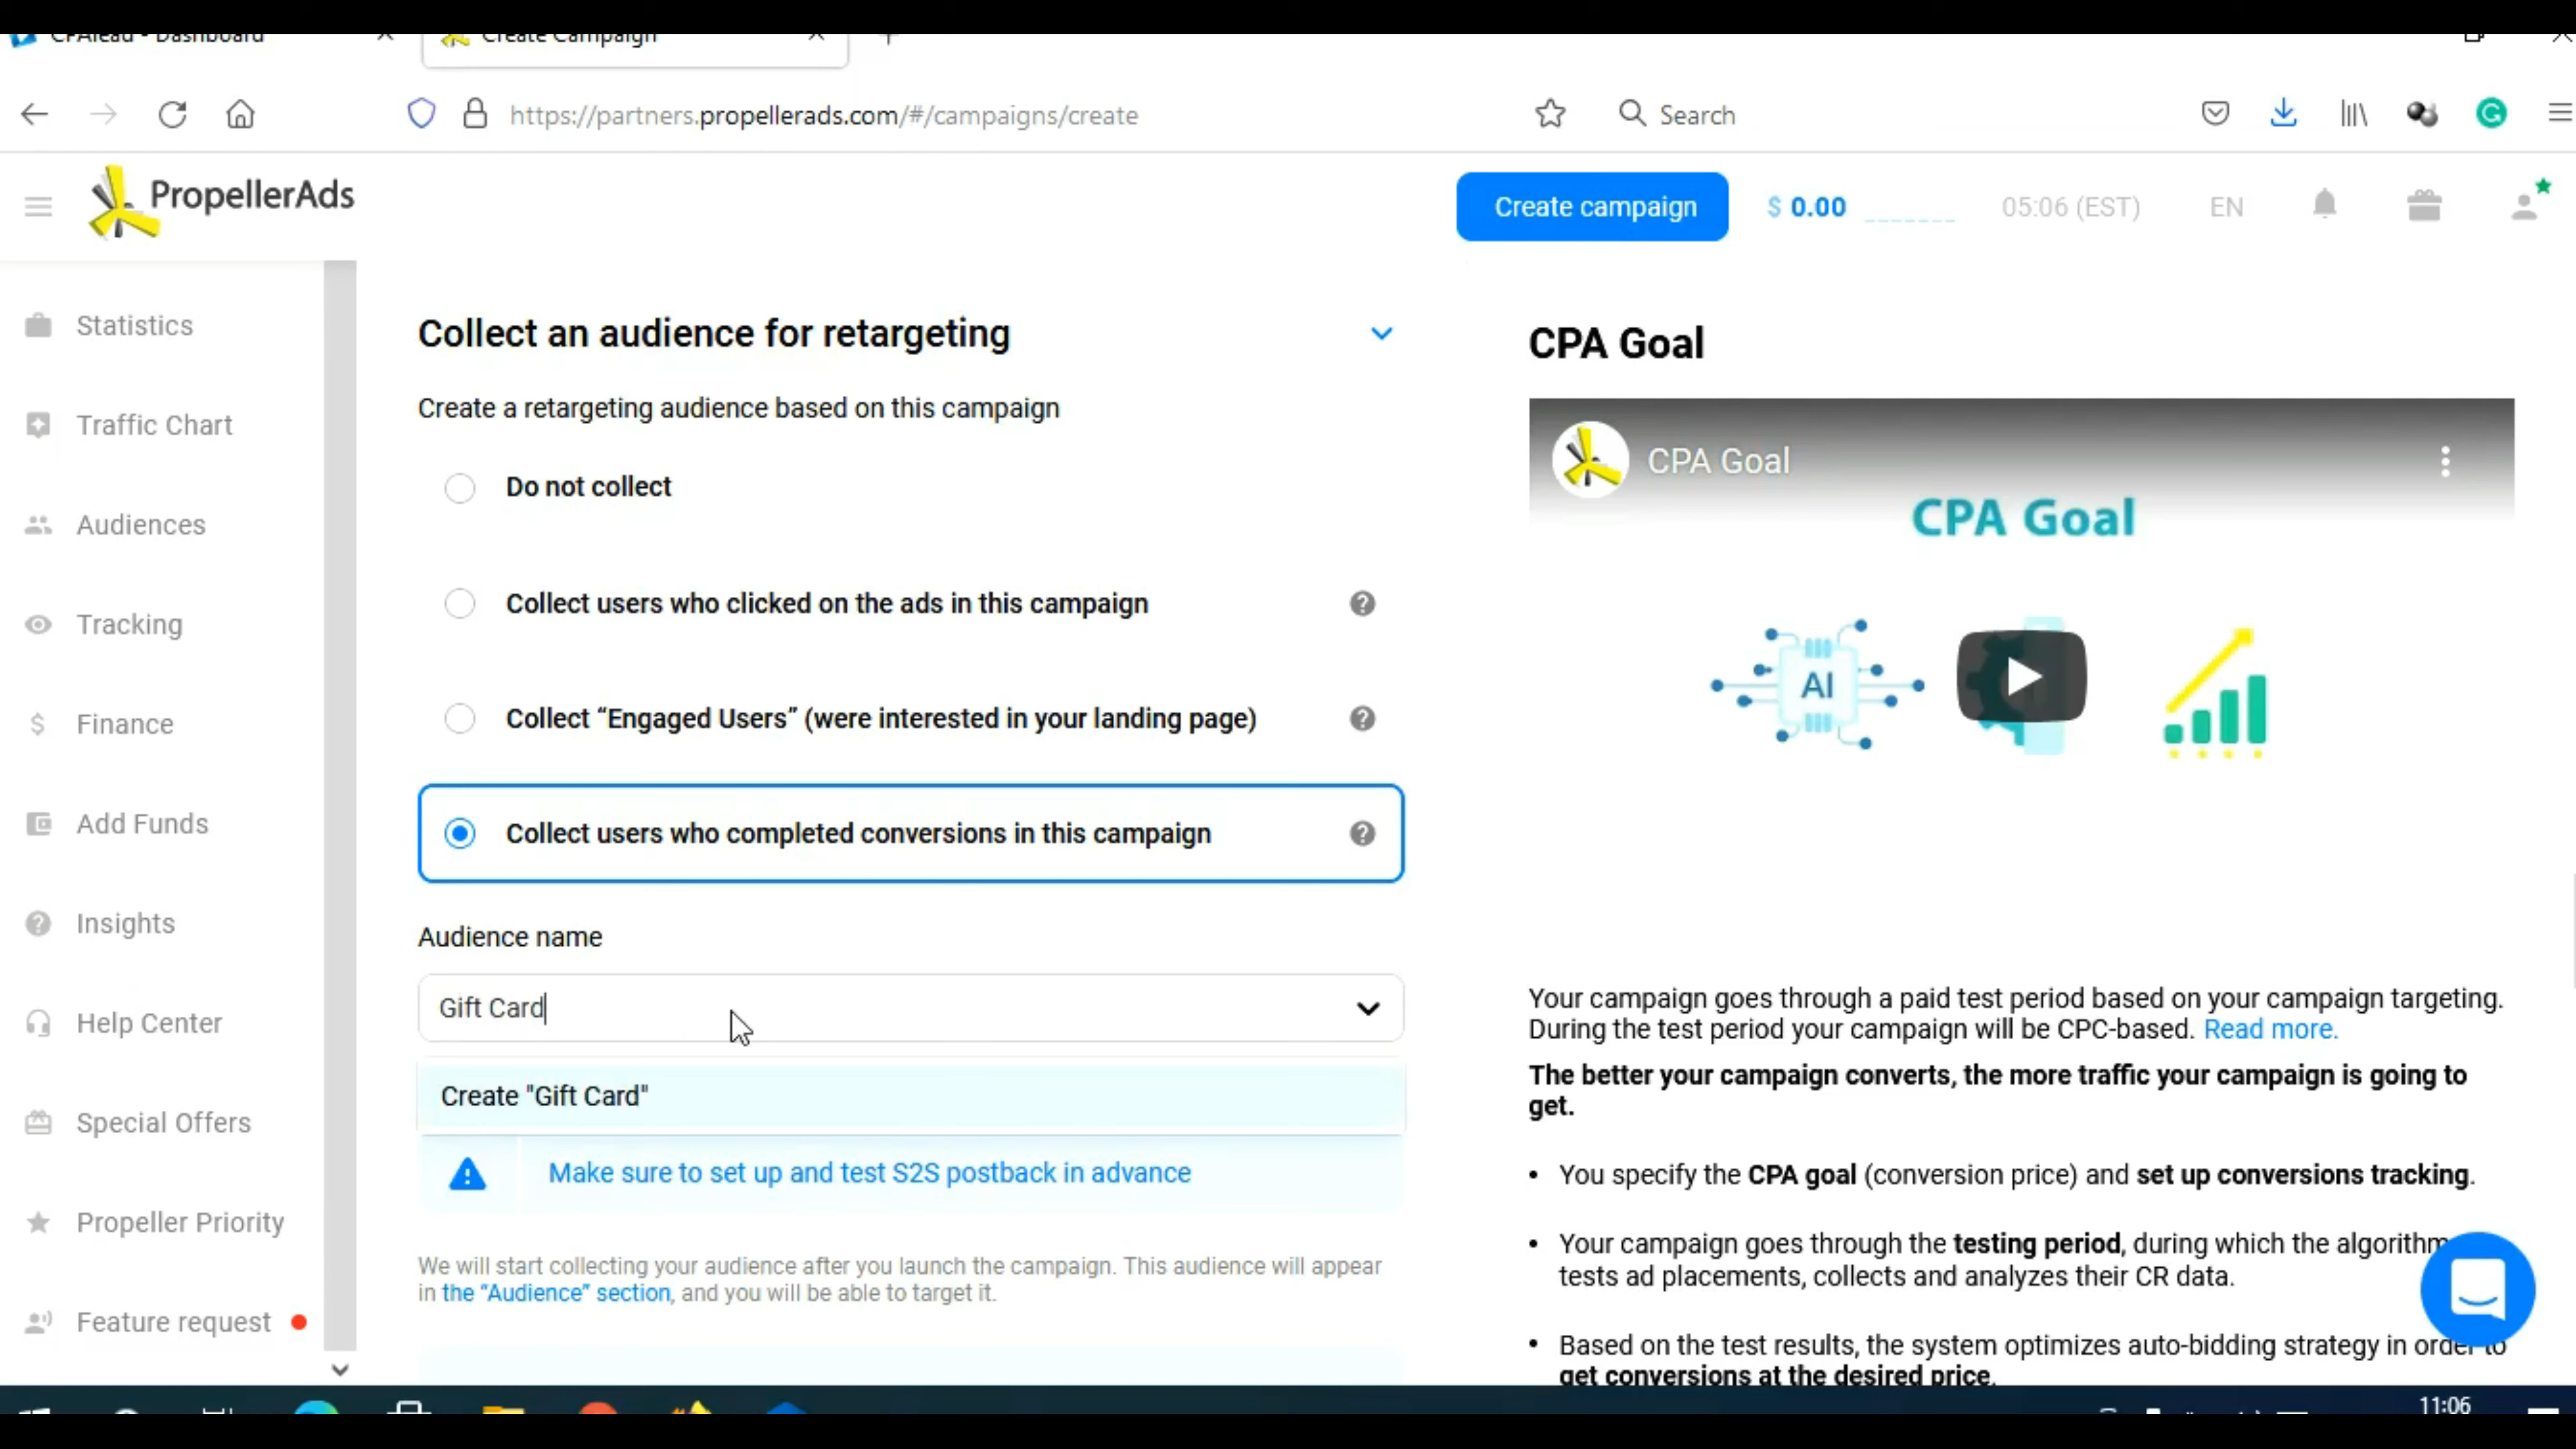 CPAlead - Dashboard
Create Campaign
https://partners.propellerads.com/#/campaigns/create
Search
PropellerAds
Create campaign
$ 0.00
05:06 (EST)
EN
Statistics
Traffic Chart
Audiences
Tracking
Finance
Add Funds
Insights
Help Center
Special Offers
Propeller Priority
Feature request
Collect an audience for retargeting
Create a retargeting audience based on this campaign
Do not collect
Collect users who clicked on the ads in this campaign
Collect “Engaged Users” (were interested in your landing page)
Collect users who completed conversions in this campaign
Audience name
Gift Card
Create "Gift Card"
Make sure to set up and test S2S postback in advance
We will start collecting your audience after you launch the campaign. This audience will appear
in the “Audience” section, and you will be able to target it.
CPA Goal
CPA Goal
CPA Goal
AI
Your campaign goes through a paid test period based on your campaign targeting.
During the test period your campaign will be CPC-based. Read more.
The better your campaign converts, the more traffic your campaign is going to
get.
• You specify the CPA goal (conversion price) and set up conversions tracking.
• Your campaign goes through the testing period, during which the algorithm
tests ad placements, collects and analyzes their CR data.
• Based on the test results, the system optimizes auto-bidding strategy in order to
get conversions at the desired price.
11:06